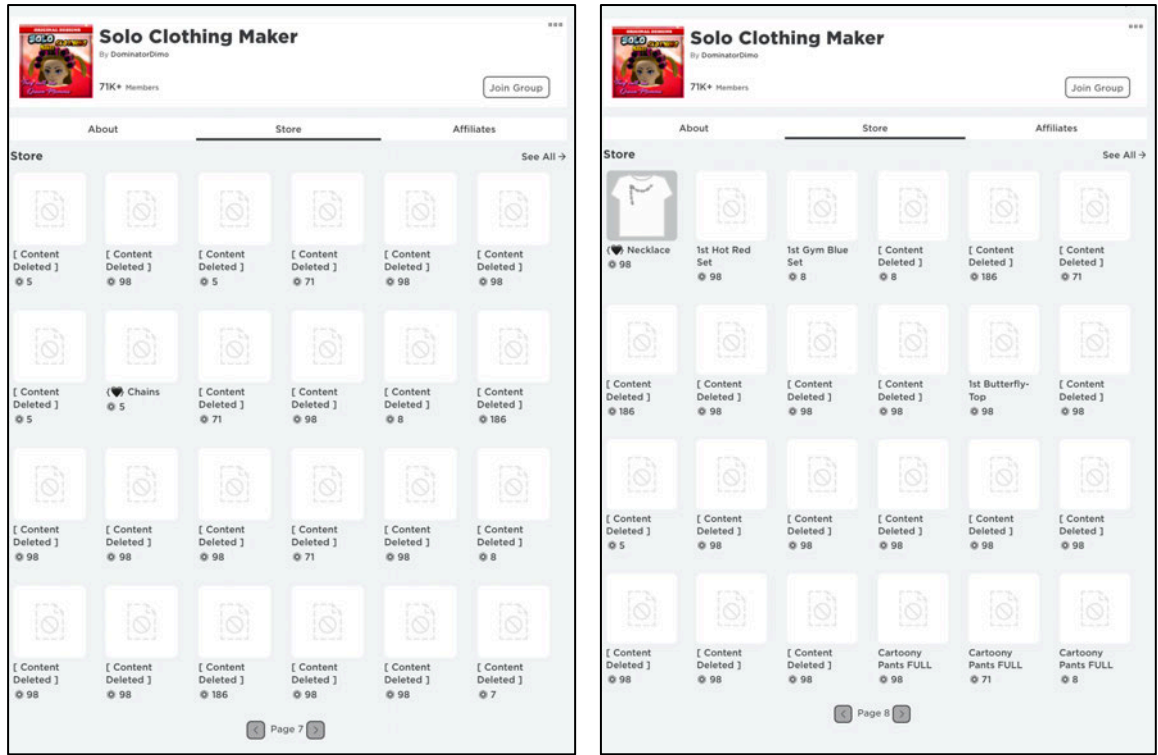 ORIGINAL DESIGNS
SOLO
Solo Clothing Maker
By DominatorDimo
71K+ Members
Join Group
About Store Affiliates
Store See All →
[ Content [ Content [ Content [ Content [ Content [ Content
Deleted ] Deleted ] Deleted ] Deleted ] Deleted ] Deleted ]
5 98 5 71 98 98
[ Content {🖤} Chains [ Content [ Content [ Content [ Content
Deleted ] 5 Deleted ] Deleted ] Deleted ] Deleted ]
5 71 98 8 186
[ Content [ Content [ Content [ Content [ Content [ Content
Deleted ] Deleted ] Deleted ] Deleted ] Deleted ] Deleted ]
98 98 98 71 98 8
[ Content [ Content [ Content [ Content [ Content [ Content
Deleted ] Deleted ] Deleted ] Deleted ] Deleted ] Deleted ]
98 98 186 98 98 7
< Page 7 >
ORIGINAL DESIGNS
SOLO
Solo Clothing Maker
By DominatorDimo
71K+ Members
Join Group
About Store Affiliates
Store See All →
{🖤} Necklace 1st Hot Red 1st Gym Blue [ Content [ Content [ Content
98 Set Set Deleted ] Deleted ] Deleted ]
98 8 8 186 71
[ Content [ Content [ Content [ Content 1st Butterfly- [ Content
Deleted ] Deleted ] Deleted ] Deleted ] Top Deleted ]
186 98 98 98 98 98
[ Content [ Content [ Content [ Content [ Content [ Content
Deleted ] Deleted ] Deleted ] Deleted ] Deleted ] Deleted ]
5 98 98 98 98 98
[ Content [ Content [ Content Cartoony Cartoony Cartoony
Deleted ] Deleted ] Deleted ] Pants FULL Pants FULL Pants FULL
98 98 98 98 71 8
< Page 8 >